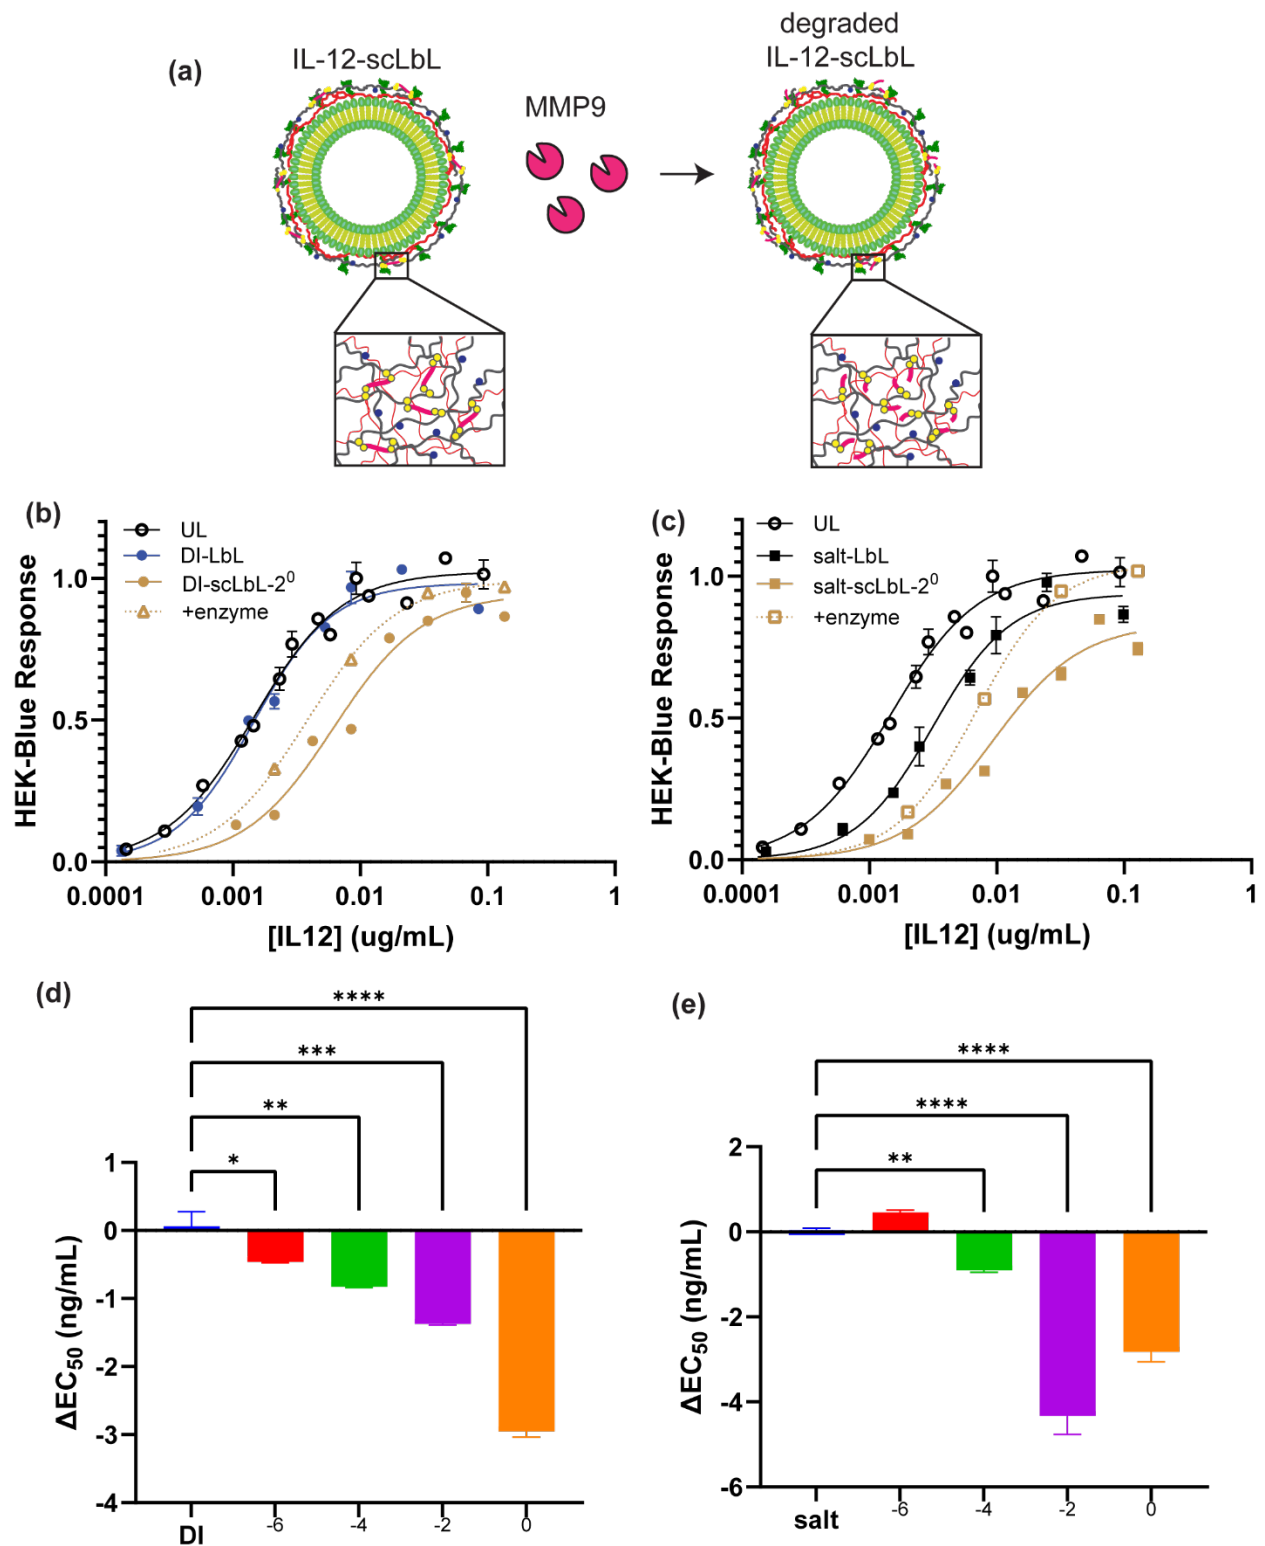 (a)
IL-12-scLbL
MMP9
degraded
IL-12-scLbL
(b)
UL
DI-LbL
DI-scLbL-2⁰
+enzyme
HEK-Blue Response
1.0
0.5
0.0
0.0001
0.001
0.01
0.1
1
[IL12] (ug/mL)
(c)
UL
salt-LbL
salt-scLbL-2⁰
+enzyme
HEK-Blue Response
1.0
0.5
0.0
0.0001
0.001
0.01
0.1
1
[IL12] (ug/mL)
(d)
****
***
**
*
ΔEC₅₀ (ng/mL)
1
0
-1
-2
-3
-4
DI
-6
-4
-2
0
(e)
****
****
**
ΔEC₅₀ (ng/mL)
2
0
-2
-4
-6
salt
-6
-4
-2
0